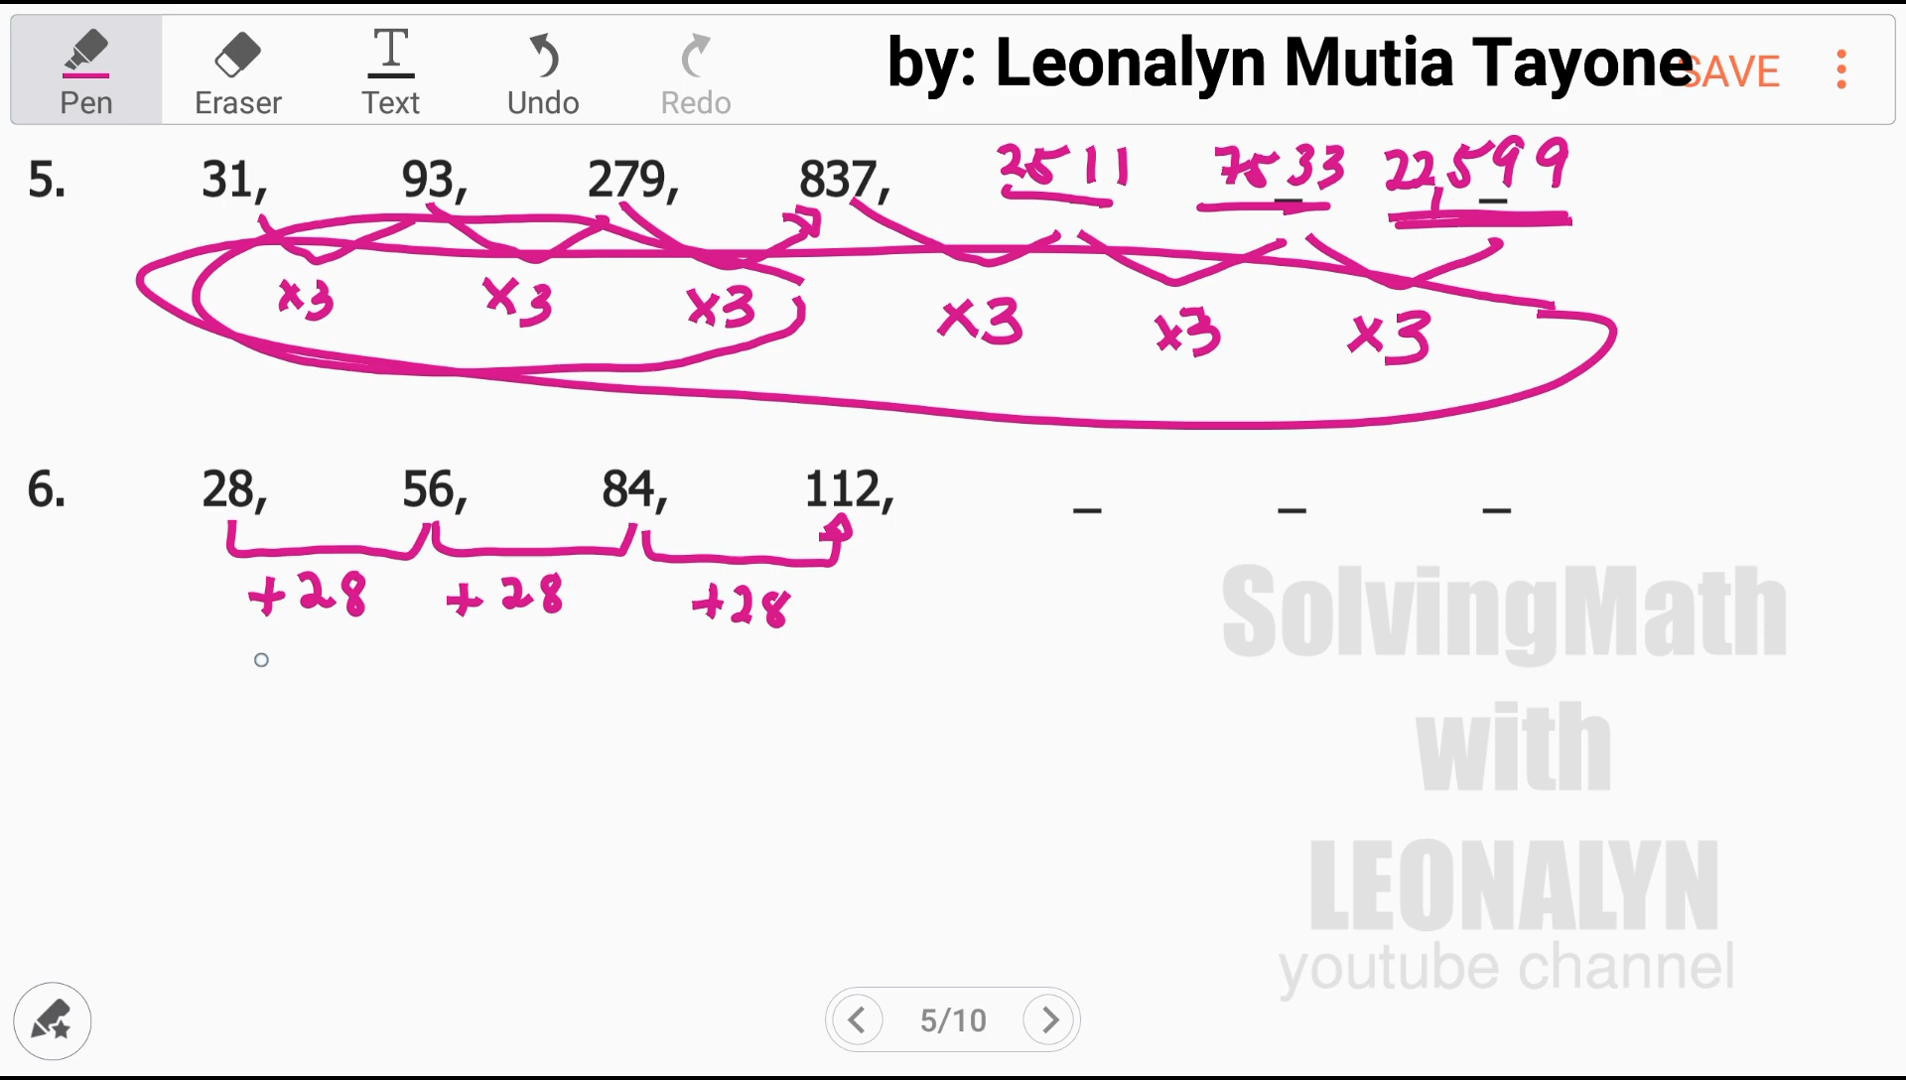 Pen Eraser Text Undo Redo by: Leonalyn Mutia Tayone SAVE
5. 31, 93, 279, 837, 2511 7533 22,599
x3 x3 x3 x3 x3 x3
6. 28, 56, 84, 112, _ _ _
+28 +28 +28
SolvingMath
with
LEONALYN
youtube channel
5/10